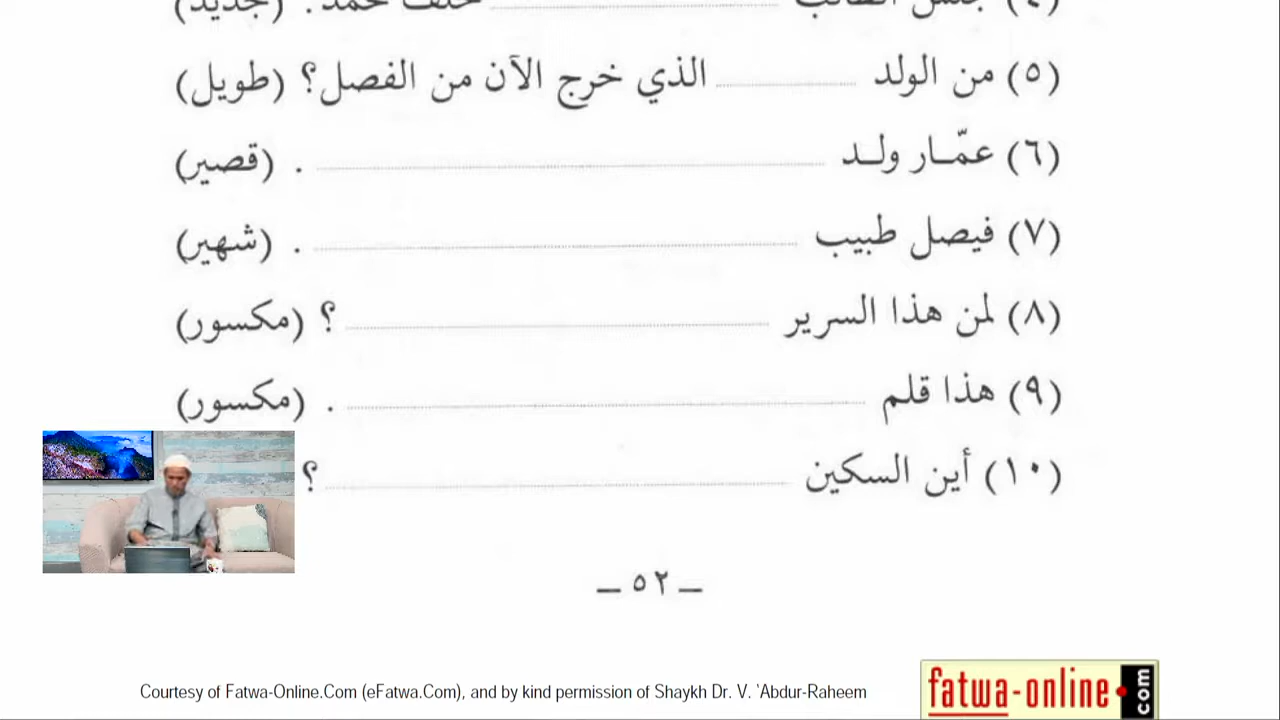 (٥) من الولد ............ الذي خرج الآن من الفصل؟ (طويل)
(٦) عمّار ولد ............ . (قصير)
(٧) فيصل طبيب ............ . (شهير)
(٨) لمن هذا السرير ............ ؟ (مكسور)
(٩) هذا قلم ............ . (مكسور)
(١٠) أين السكين ............ ؟
— ٥٢ —
Courtesy of Fatwa-Online.Com (eFatwa.Com), and by kind permission of Shaykh Dr. V. 'Abdur-Raheem
fatwa-online.com